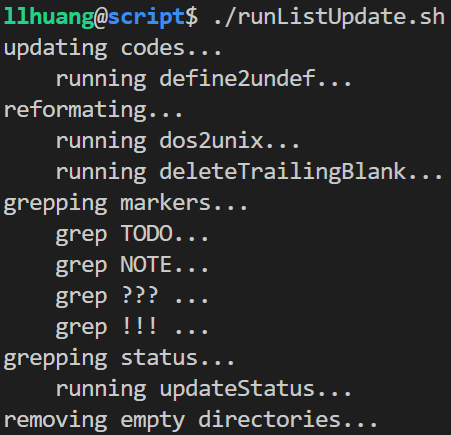 llhuang@script$ ./runListUpdate.sh
updating codes...
    running define2undef...
reformating...
    running dos2unix...
    running deleteTrailingBlank...
grepping markers...
    grep TODO...
    grep NOTE...
    grep ??? ...
    grep !!! ...
grepping status...
    running updateStatus...
removing empty directories...